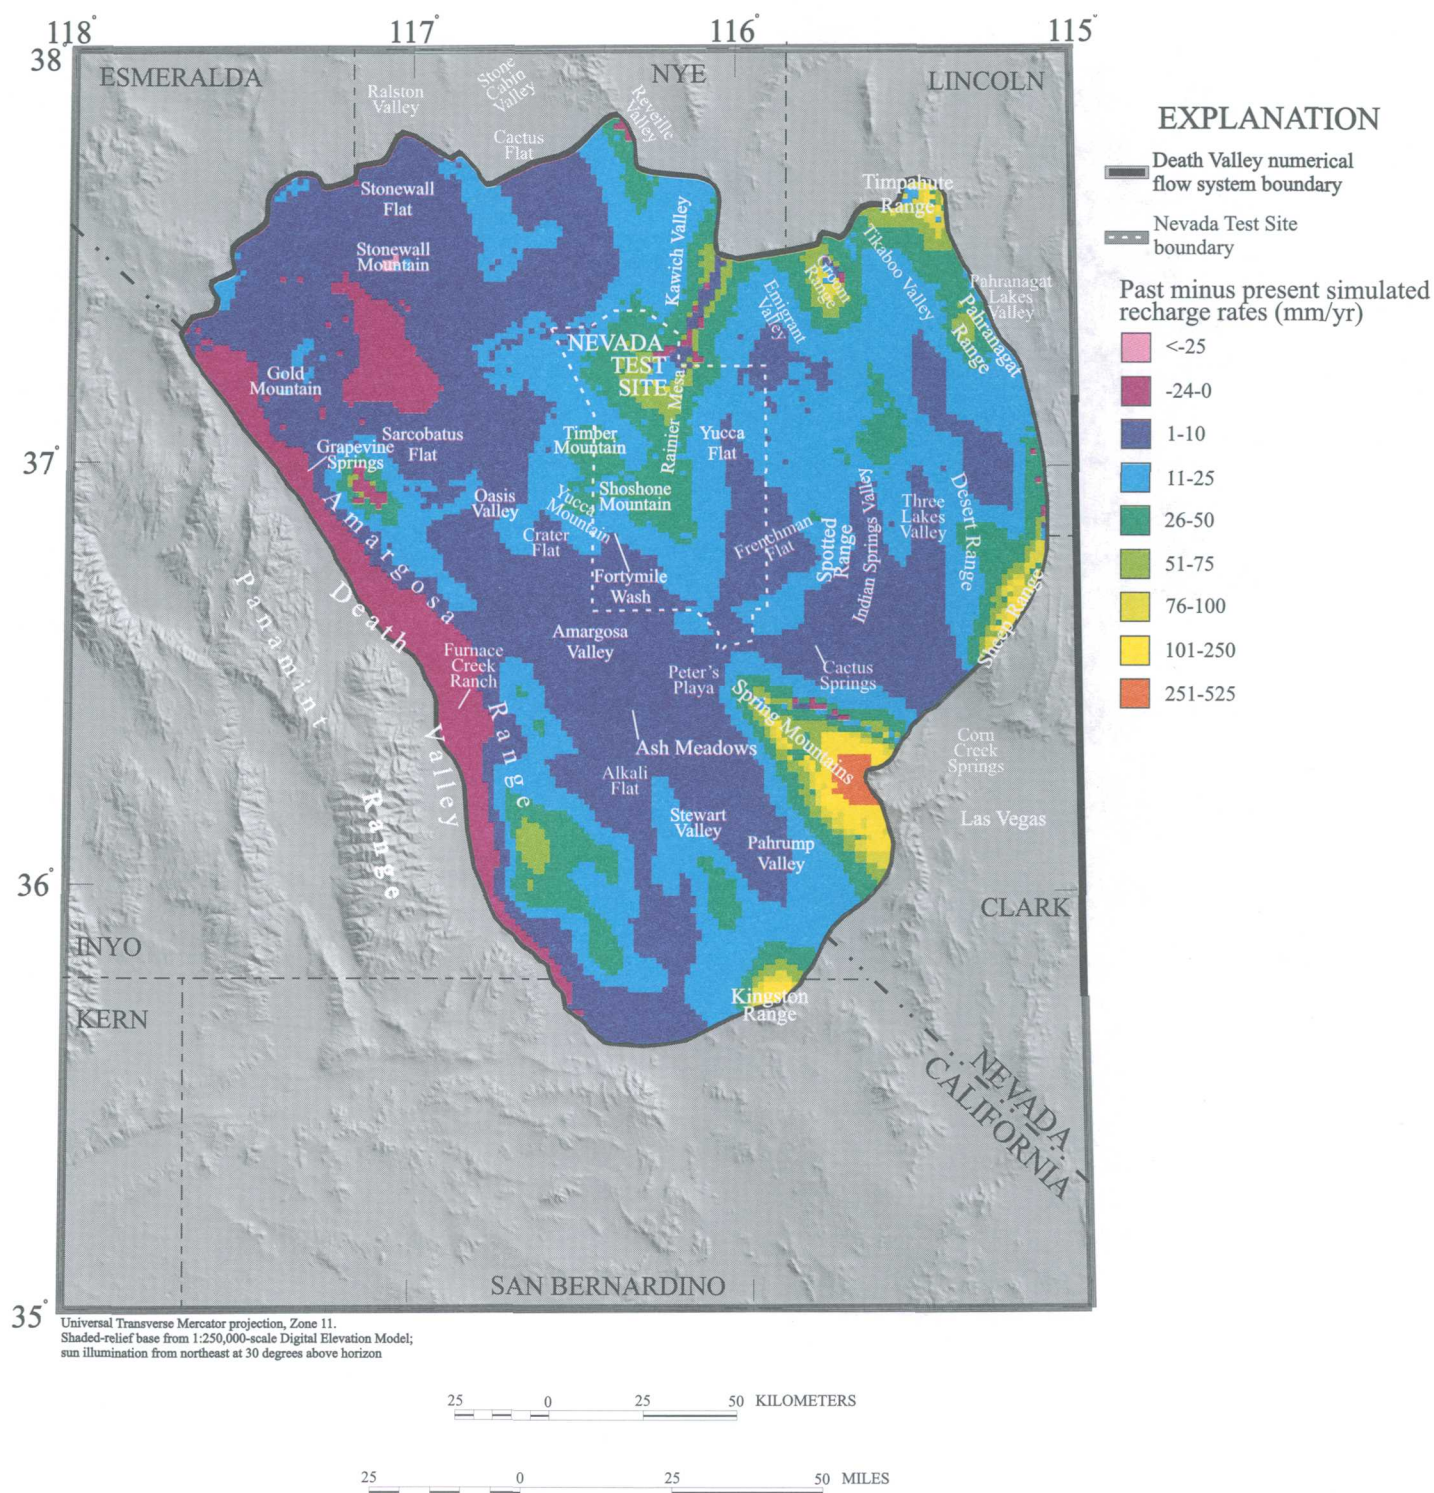 118° 117° 116° 115°
38°
ESMERALDA
NYE
LINCOLN
Ralston
Valley
Stone
Cabin
Valley
Reveille
Valley
Cactus
Flat
Stonewall
Flat
Timpahute
Range
Stonewall
Mountain
Kawich Valley
Tikaboo Valley
Groom
Range
Emigrant
Valley
Pahranagat
Lakes
Valley
Pahranagat
Range
NEVADA
TEST
SITE
Gold
Mountain
Rainier Mesa
37°
Grapevine
Springs
Sarcobatus
Flat
Timber
Mountain
Yucca
Flat
Oasis
Valley
Yucca
Mountain
Shoshone
Mountain
Crater
Flat
Frenchman
Flat
Spotted
Range
Indian Springs Valley
Three
Lakes
Valley
Desert Range
Sheep Range
Fortymile
Wash
Amargosa
Range
Death
Valley
Panamint
Range
Amargosa
Valley
Furnace
Creek
Ranch
Peter's
Playa
Cactus
Springs
Spring Mountains
Ash Meadows
Alkali
Flat
Corn
Creek
Springs
Las Vegas
Stewart
Valley
Pahrump
Valley
36°
CLARK
INYO
KERN
Kingston
Range
NEVADA
CALIFORNIA
SAN BERNARDINO
35°
EXPLANATION
Death Valley numerical
flow system boundary
Nevada Test Site
boundary
Past minus present simulated
recharge rates (mm/yr)
<-25
-24-0
1-10
11-25
26-50
51-75
76-100
101-250
251-525
Universal Transverse Mercator projection, Zone 11.
Shaded-relief base from 1:250,000-scale Digital Elevation Model;
sun illumination from northeast at 30 degrees above horizon
25 0 25 50 KILOMETERS
25 0 25 50 MILES